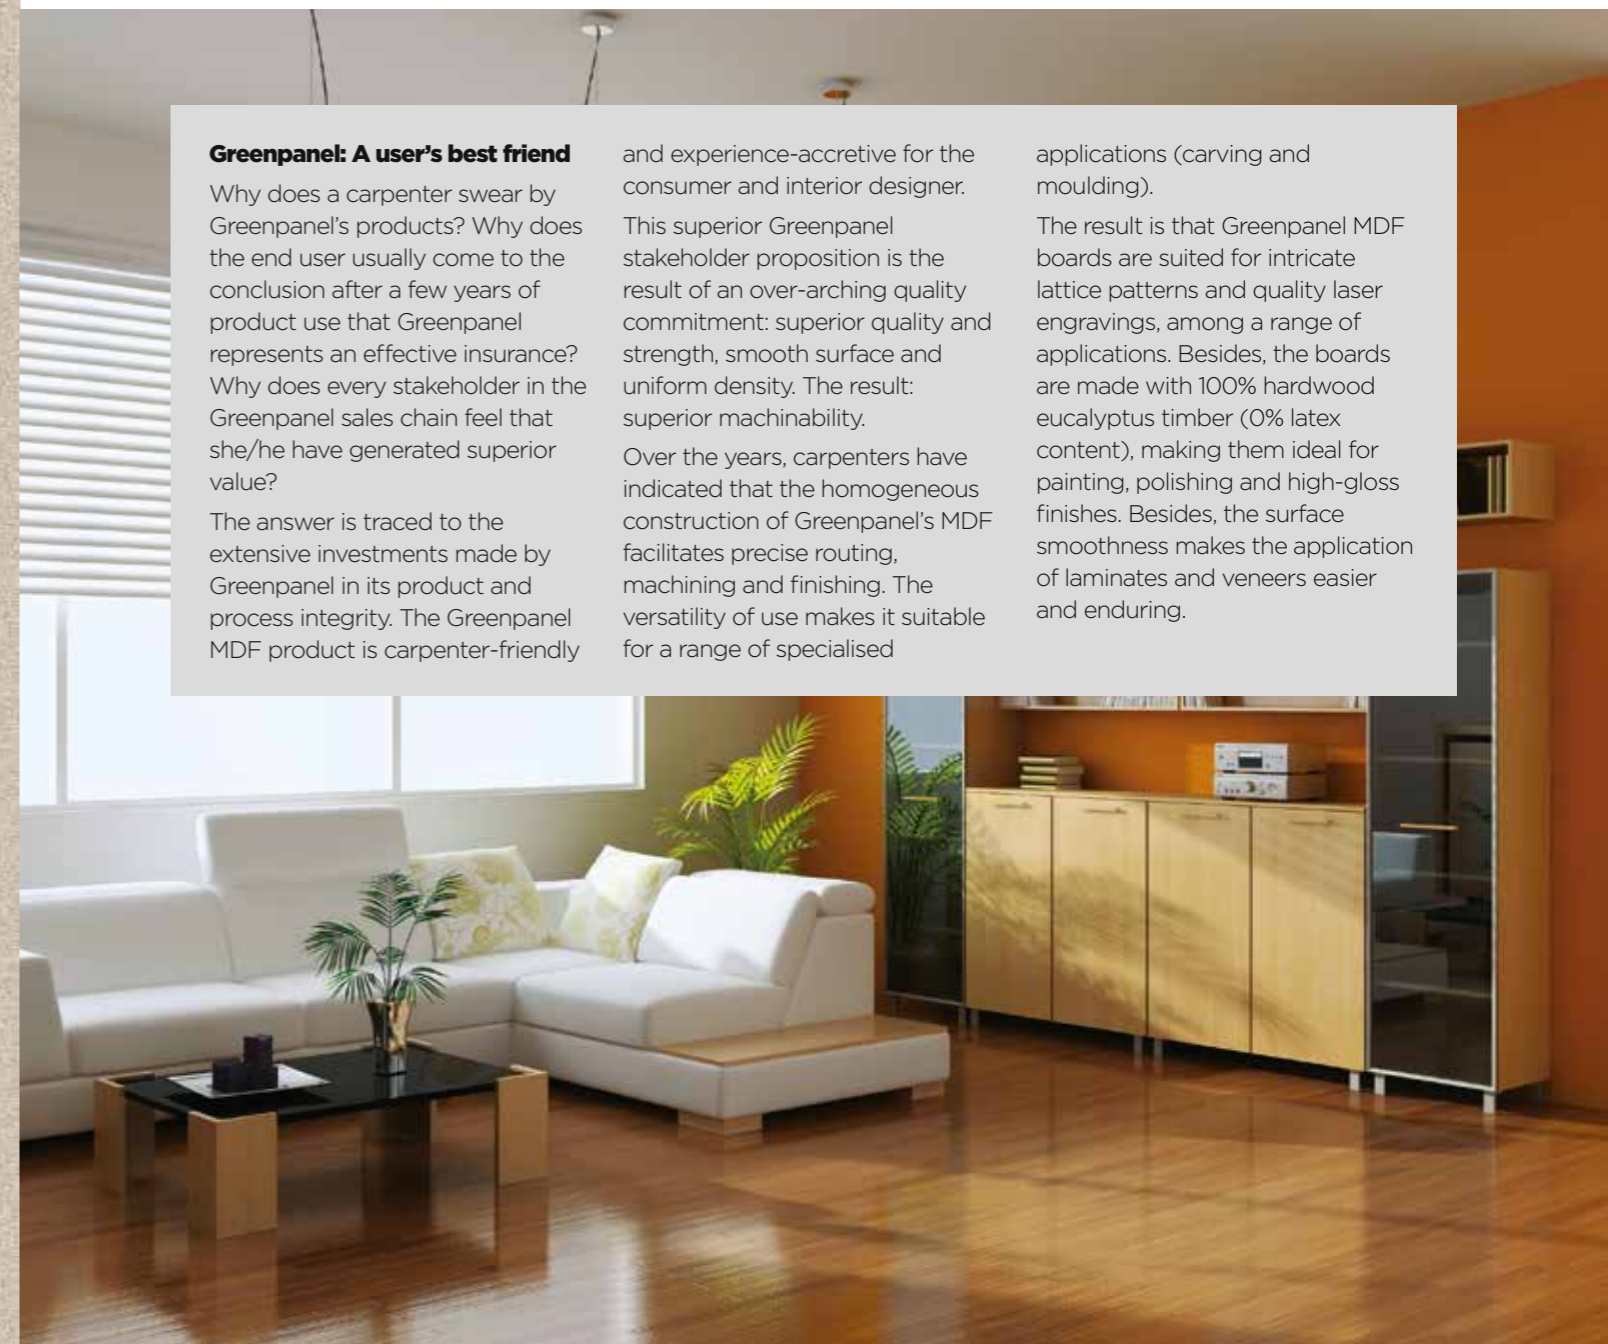 Greenpanel: A user's best friend
Why does a carpenter swear by
Greenpanel's products? Why does
the end user usually come to the
conclusion after a few years of
product use that Greenpanel
represents an effective insurance?
Why does every stakeholder in the
Greenpanel sales chain feel that
she/he have generated superior
value?
The answer is traced to the
extensive investments made by
Greenpanel in its product and
process integrity. The Greenpanel
MDF product is carpenter-friendly
and experience-accretive for the
consumer and interior designer.
This superior Greenpanel
stakeholder proposition is the
result of an over-arching quality
commitment: superior quality and
strength, smooth surface and
uniform density. The result:
superior machinability.
Over the years, carpenters have
indicated that the homogeneous
construction of Greenpanel's MDF
facilitates precise routing,
machining and finishing. The
versatility of use makes it suitable
for a range of specialised
applications (carving and
moulding).
The result is that Greenpanel MDF
boards are suited for intricate
lattice patterns and quality laser
engravings, among a range of
applications. Besides, the boards
are made with 100% hardwood
eucalyptus timber (0% latex
content), making them ideal for
painting, polishing and high-gloss
finishes. Besides, the surface
smoothness makes the application
of laminates and veneers easier
and enduring.